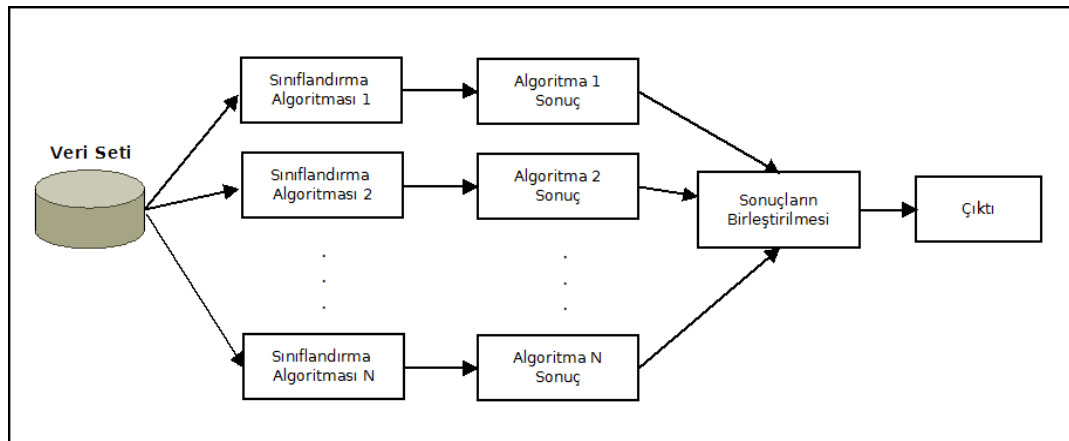 Veri Seti
Sınıflandırma
Algoritması 1
Algoritma 1
Sonuç
Sınıflandırma
Algoritması 2
Algoritma 2
Sonuç
Sonuçların
Birleştirilmesi
Çıktı
.
.
.
.
.
.
Sınıflandırma
Algoritması N
Algoritma N
Sonuç